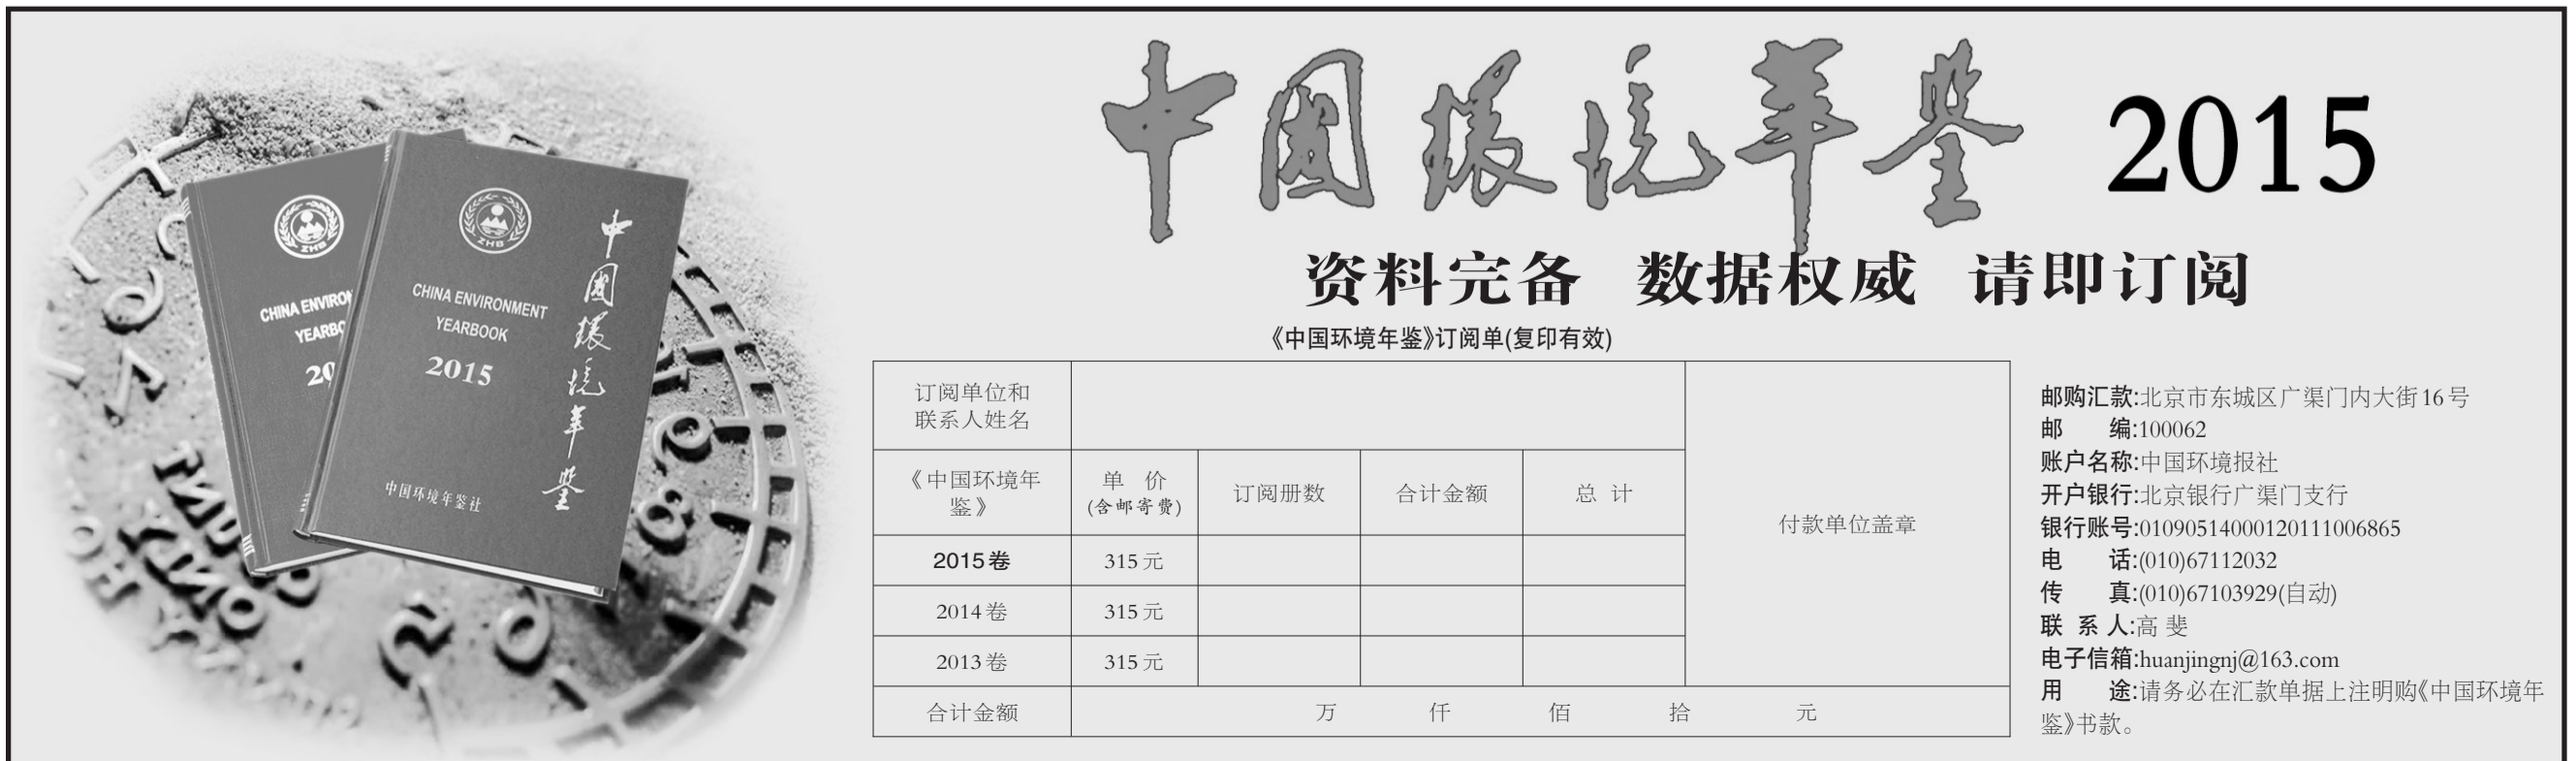 中国环境年鉴 2015
资料完备 数据权威 请即订阅
ZHB
CHINA ENVIRON
YEARBO
20
ZHB
CHINA ENVIRONMENT
YEARBOOK
2015
中国环境年鉴
中国环境年鉴社
《中国环境年鉴》订阅单(复印有效)
订阅单位和
联系人姓名
付款单位盖章
《中国环境年
鉴》
单 价
(含邮寄费)
订阅册数
合计金额
总 计
2015卷 315元
2014卷 315元
2013卷 315元
合计金额 万 仟 佰 拾 元
邮购汇款:北京市东城区广渠门内大街16号
邮 编:100062
账户名称:中国环境报社
开户银行:北京银行广渠门支行
银行账号:01090514000120111006865
电 话:(010)67112032
传 真:(010)67103929(自动)
联 系 人:高 斐
电子信箱:huanjingnj@163.com
用 途:请务必在汇款单据上注明购《中国环境年
鉴》书款。